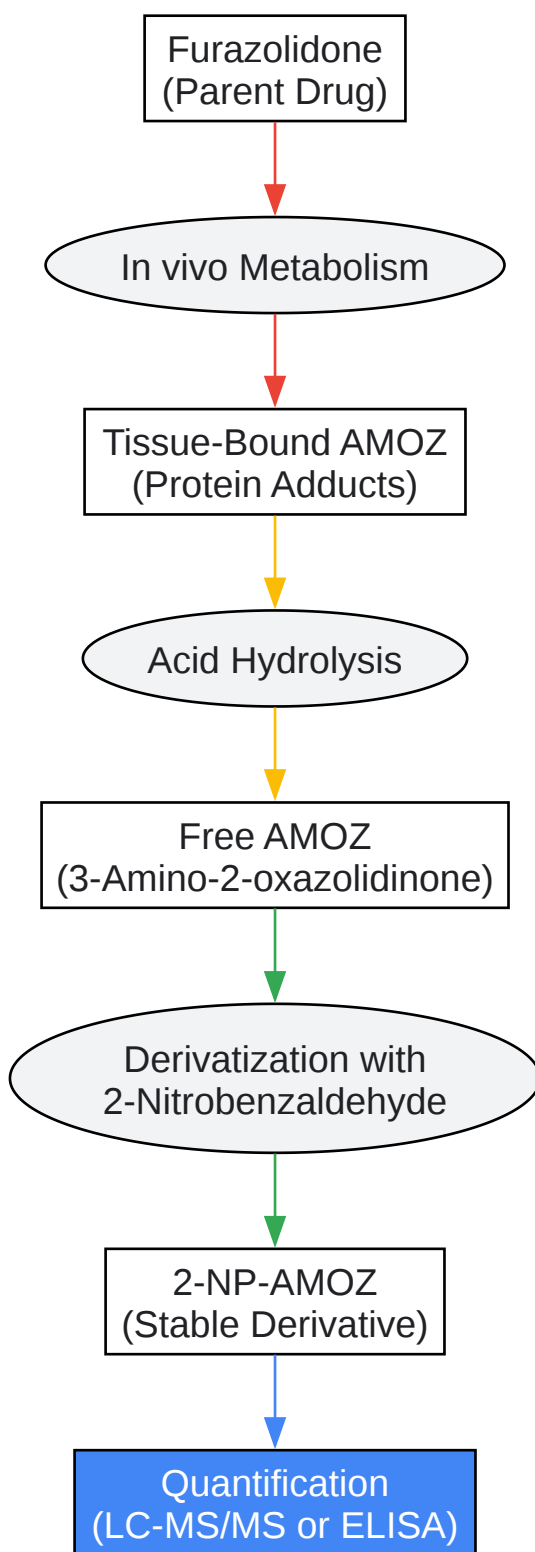 Furazolidone
(Parent Drug)
In vivo Metabolism
Tissue-Bound AMOZ
(Protein Adducts)
Acid Hydrolysis
Free AMOZ
(3-Amino-2-oxazolidinone)
Derivatization with
2-Nitrobenzaldehyde
2-NP-AMOZ
(Stable Derivative)
Quantification
(LC-MS/MS or ELISA)